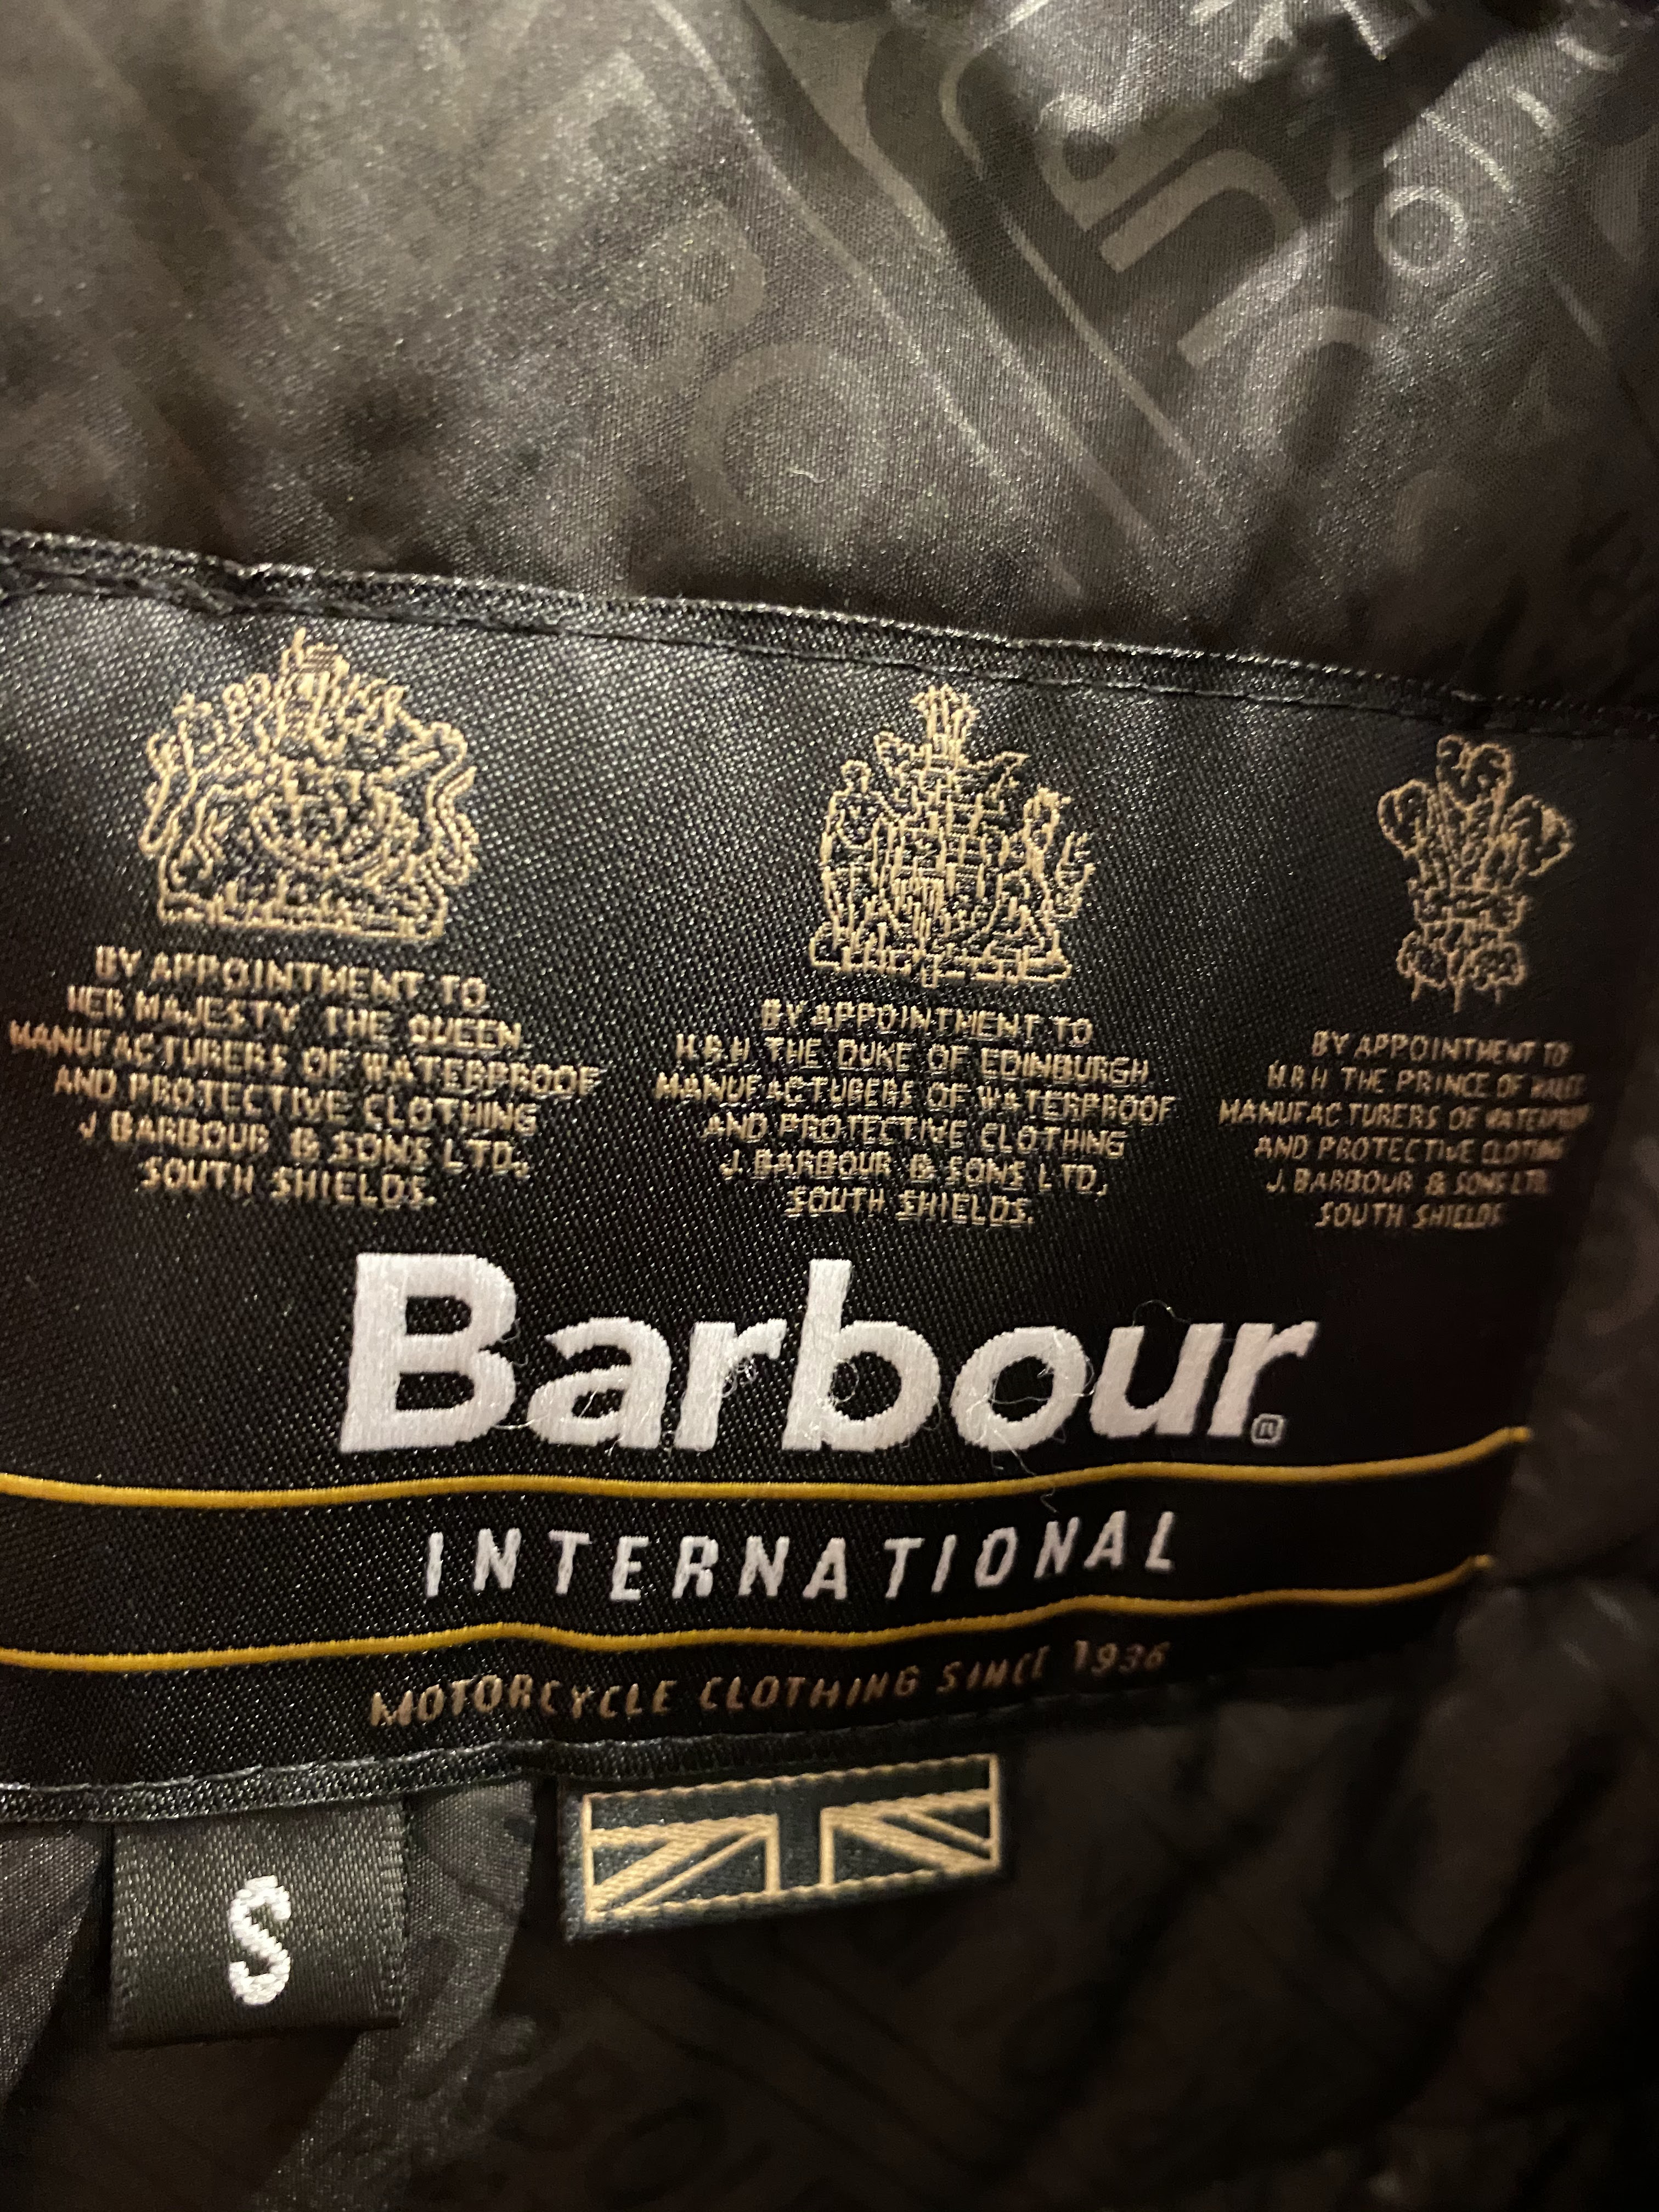 BY APPOINTMENT TO
HER MAJESTY THE QUEEN
MANUFACTURERS OF WATERPROOF
AND PROTECTIVE CLOTHING
J BARBOUR & SONS LTD,
SOUTH SHIELDS.
BY APPOINTMENT TO
H.R.H THE DUKE OF EDINBURGH
MANUFACTURERS OF WATERPROOF
AND PROTECTIVE CLOTHING
J. BARBOUR & SONS LTD,
SOUTH SHIELDS.
BY APPOINTMENT TO
H.R.H THE PRINCE OF WALES
MANUFACTURERS OF WATERPROOF
AND PROTECTIVE CLOTHING
J. BARBOUR & SONS LTD.
SOUTH SHIELDS
Barbour®
INTERNATIONAL
MOTORCYCLE CLOTHING SINCE 1936
S